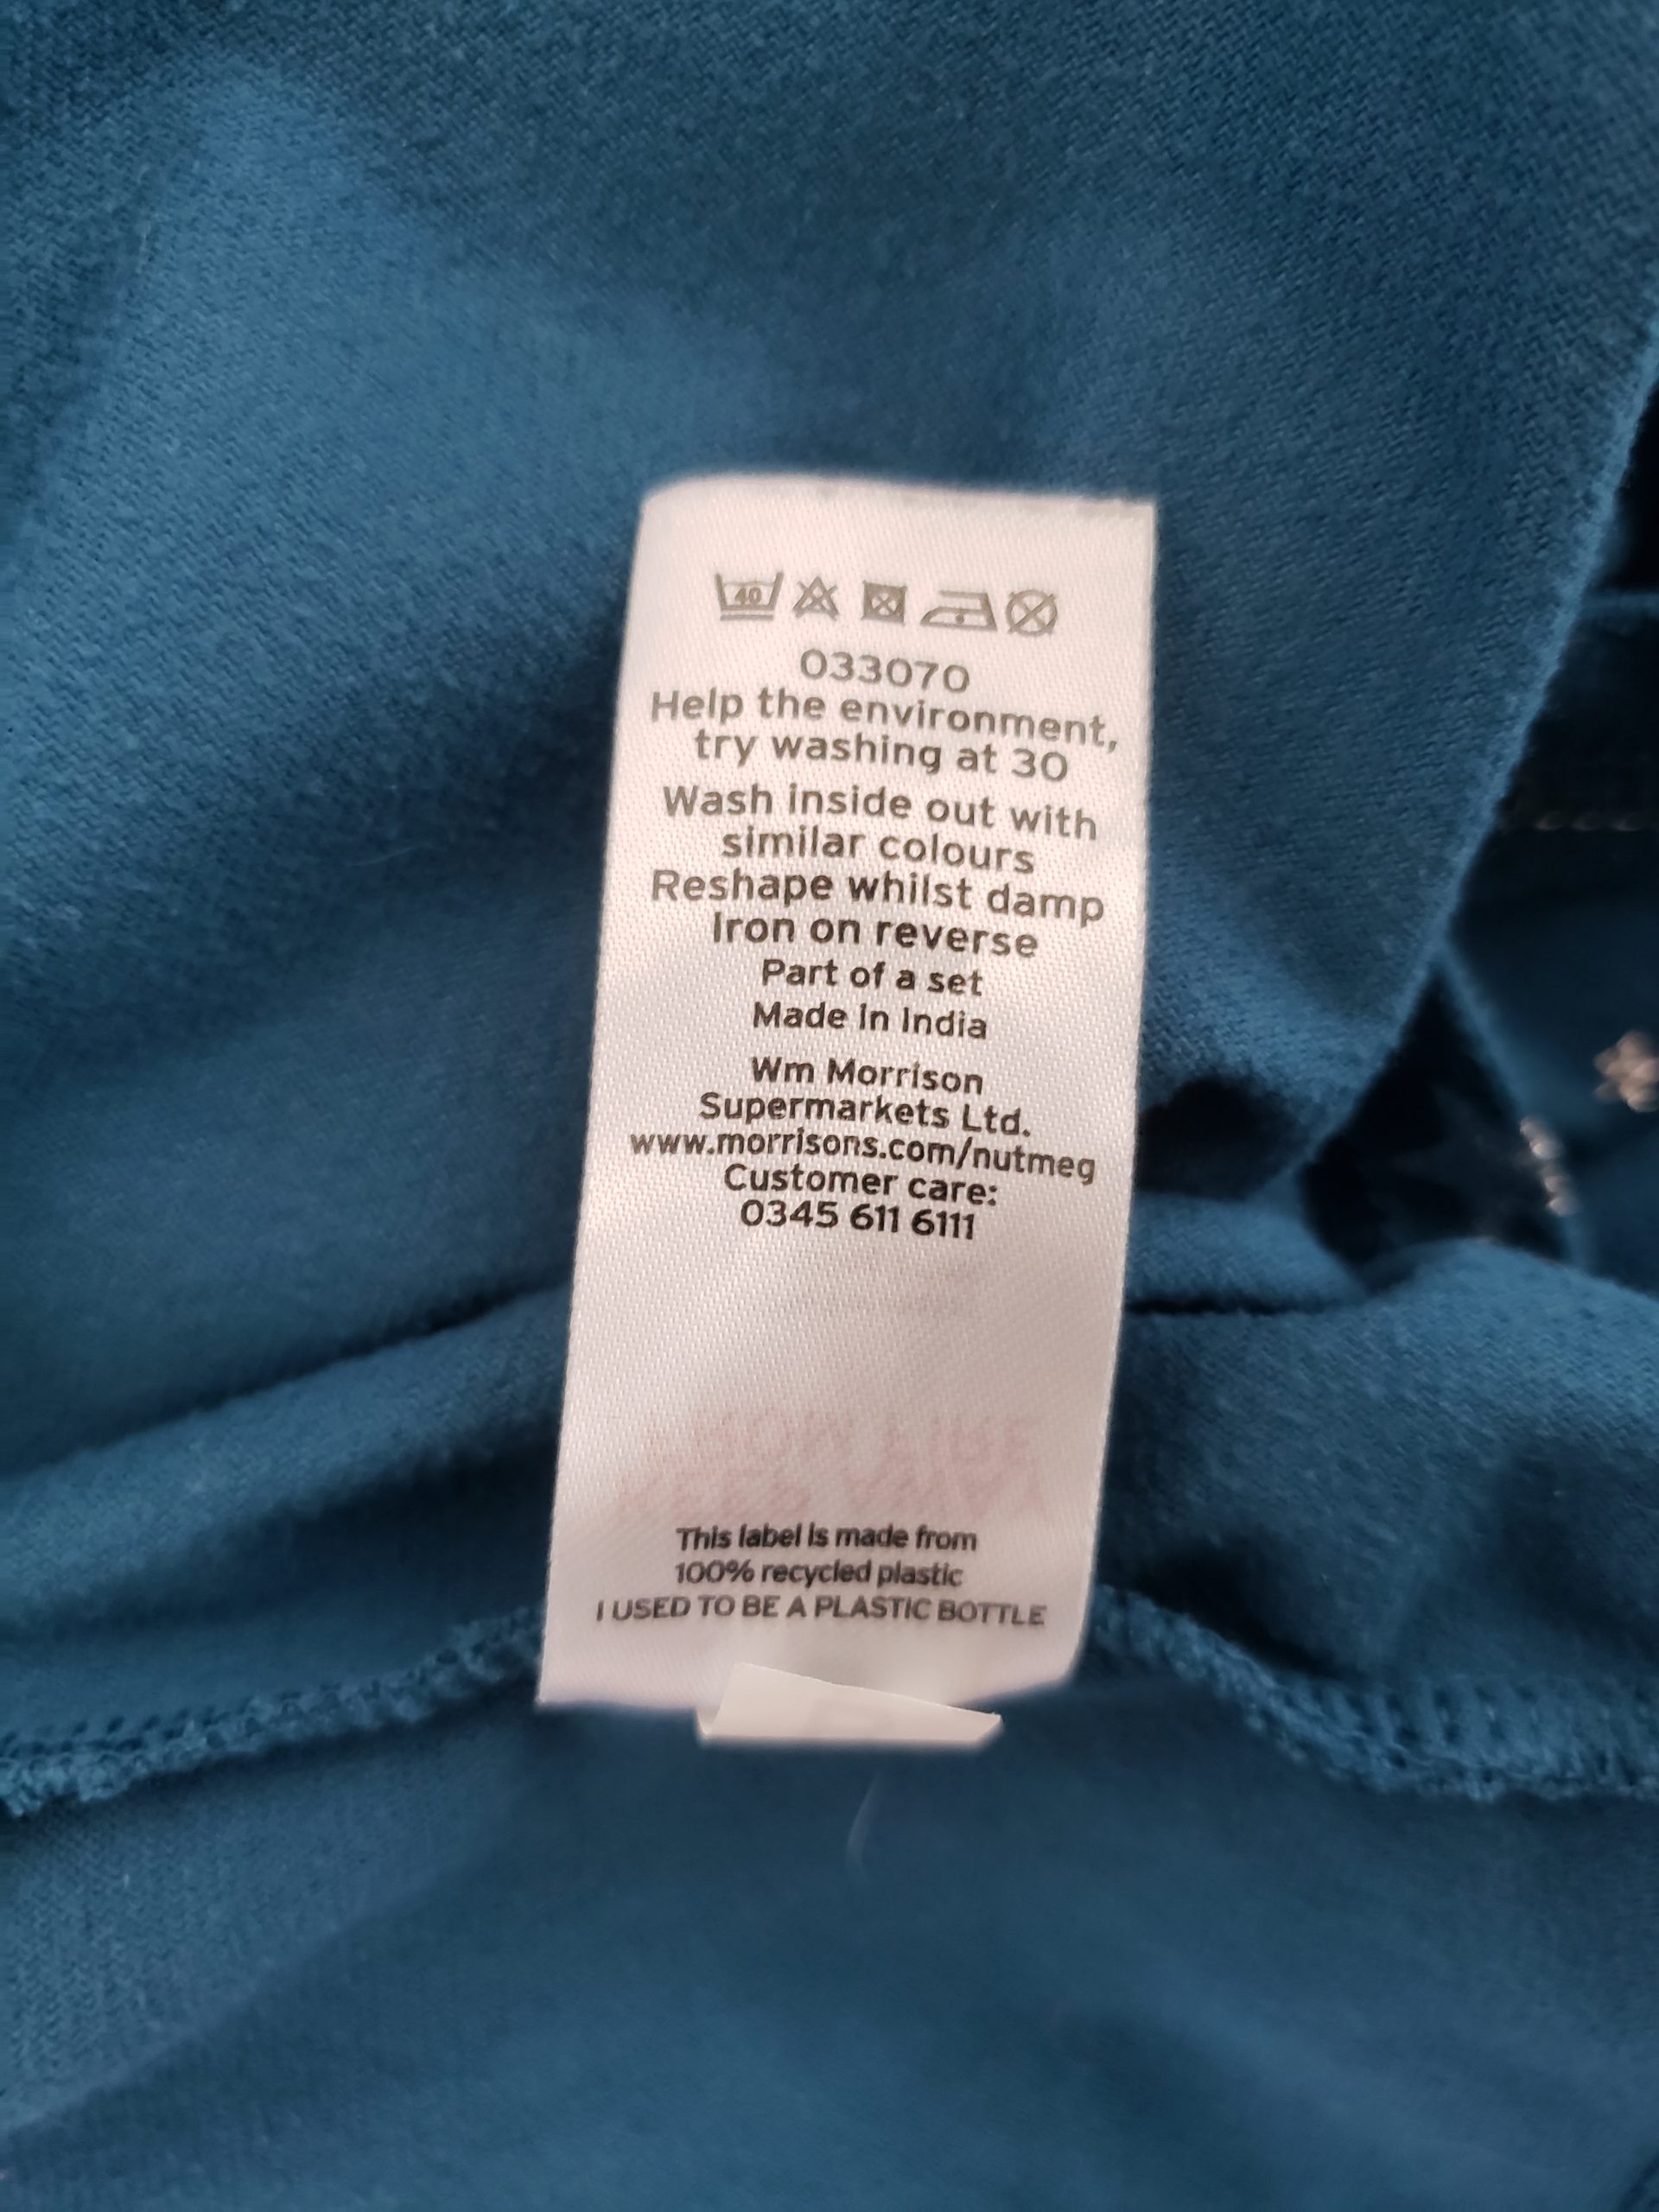 40
033070
Help the environment,
try washing at 30
Wash inside out with
similar colours
Reshape whilst damp
Iron on reverse
Part of a set
Made in India
Wm Morrison
Supermarkets Ltd.
www.morrisons.com/nutmeg
Customer care:
0345 611 6111
This label is made from
100% recycled plastic
I USED TO BE A PLASTIC BOTTLE